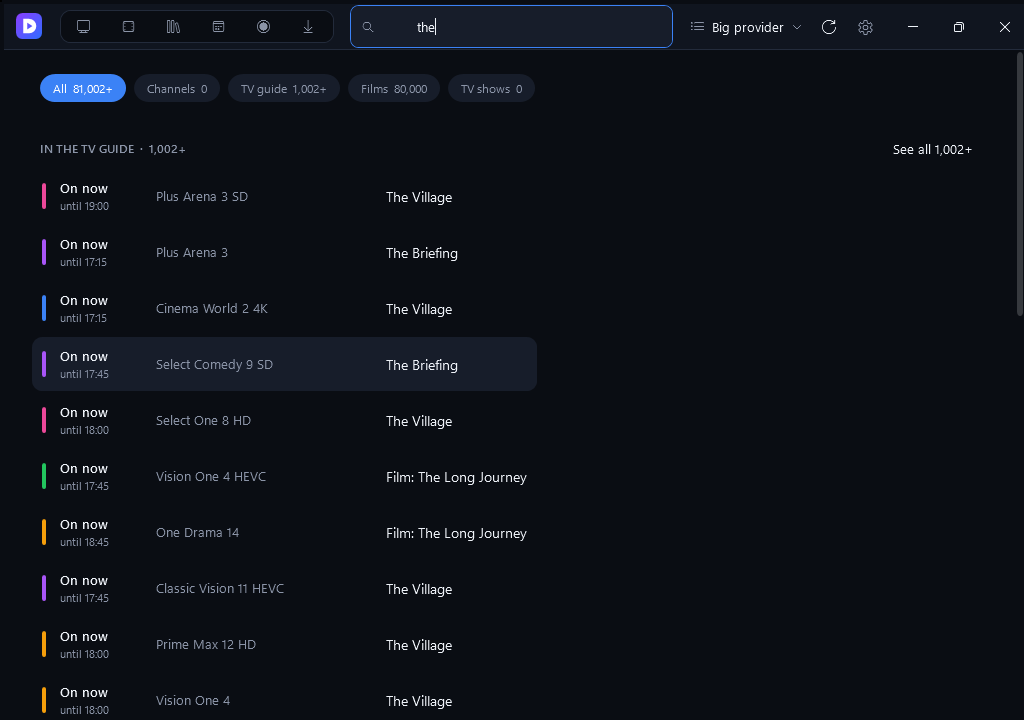 the
Big provider
All 81,002+
Channels 0
TV guide 1,002+
Films 80,000
TV shows 0
IN THE TV GUIDE · 1,002+
See all 1,002+
On now
until 19:00
Plus Arena 3 SD
The Village
On now
until 17:15
Plus Arena 3
The Briefing
On now
until 17:15
Cinema World 2 4K
The Village
On now
until 17:45
Select Comedy 9 SD
The Briefing
On now
until 18:00
Select One 8 HD
The Village
On now
until 17:45
Vision One 4 HEVC
Film: The Long Journey
On now
until 18:45
One Drama 14
Film: The Long Journey
On now
until 17:45
Classic Vision 11 HEVC
The Village
On now
until 18:00
Prime Max 12 HD
The Village
On now
until 18:00
Vision One 4
The Village